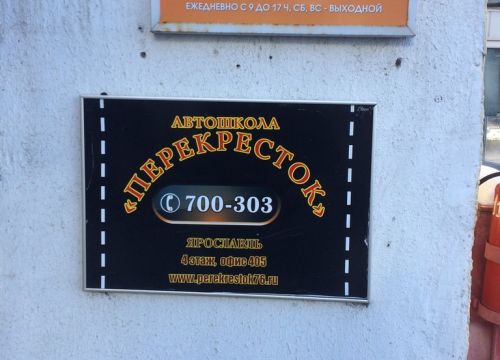 ЕЖЕДНЕВНО С 9 ДО 17 Ч, СБ, ВС - ВЫХОДНОЙ
АВТОШКОЛА
«ПЕРЕКРЕСТОК»
700-303
ЯРОСЛАВЛЬ
4 этаж, офис 405
www.perekrestok76.ru